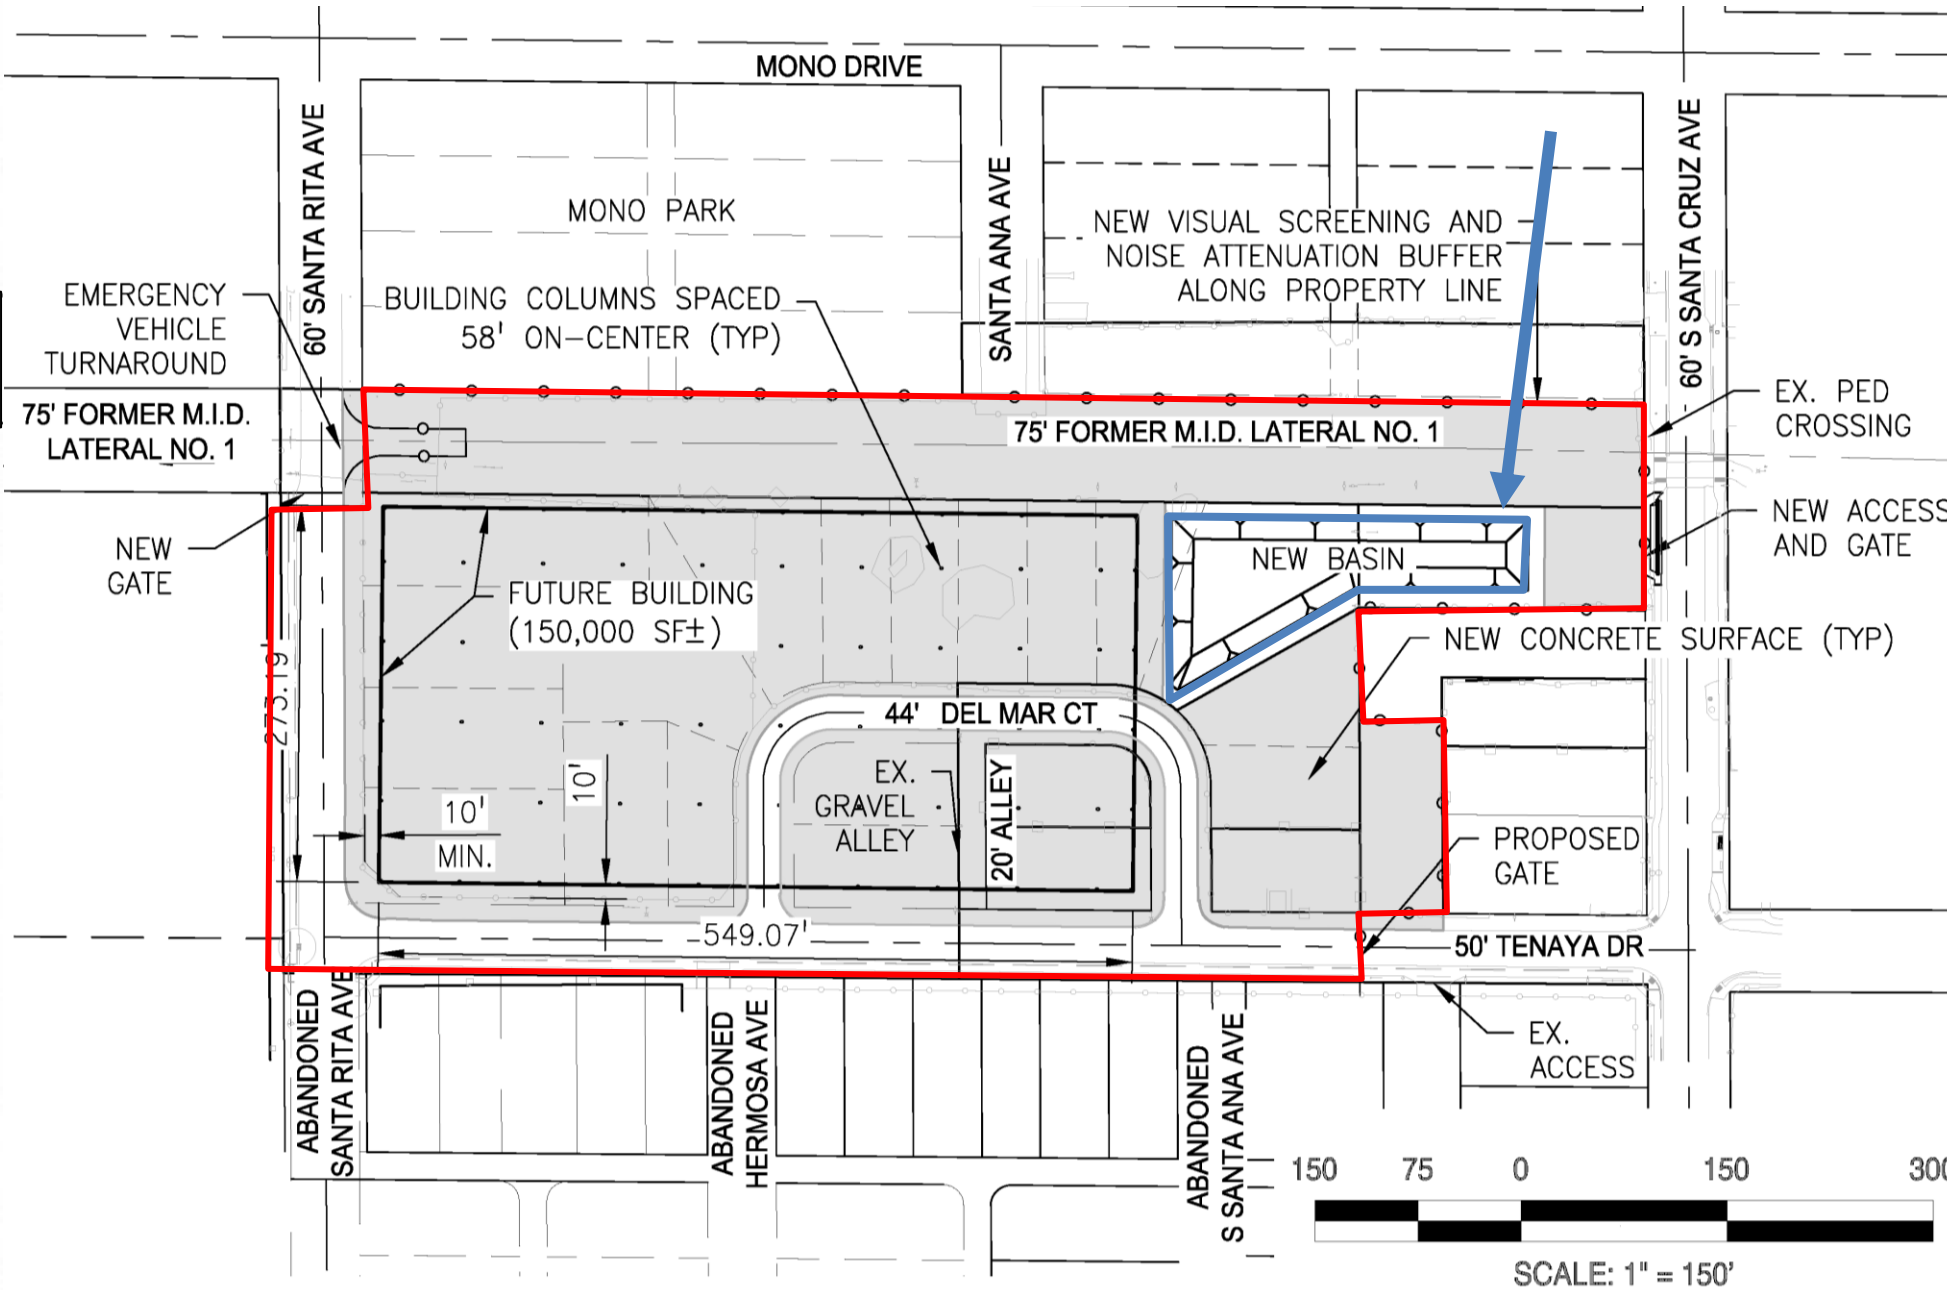 MONO DRIVE
60' SANTA RITA AVE
MONO PARK
SANTA ANA AVE
60' S SANTA CRUZ AVE
NEW VISUAL SCREENING AND
NOISE ATTENUATION BUFFER
ALONG PROPERTY LINE
EMERGENCY
VEHICLE
TURNAROUND
BUILDING COLUMNS SPACED
58' ON-CENTER (TYP)
75' FORMER M.I.D.
LATERAL NO. 1
75' FORMER M.I.D. LATERAL NO. 1
EX. PED
CROSSING
NEW
GATE
NEW ACCESS
AND GATE
NEW BASIN
FUTURE BUILDING
(150,000 SF±)
NEW CONCRETE SURFACE (TYP)
273.19'
44' DEL MAR CT
EX.
GRAVEL
ALLEY
20' ALLEY
10'
10'
MIN.
PROPOSED
GATE
549.07'
50' TENAYA DR
ABANDONED
SANTA RITA AVE
ABANDONED
HERMOSA AVE
ABANDONED
S SANTA ANA AVE
EX.
ACCESS
150 75 0 150 300
SCALE: 1" = 150'